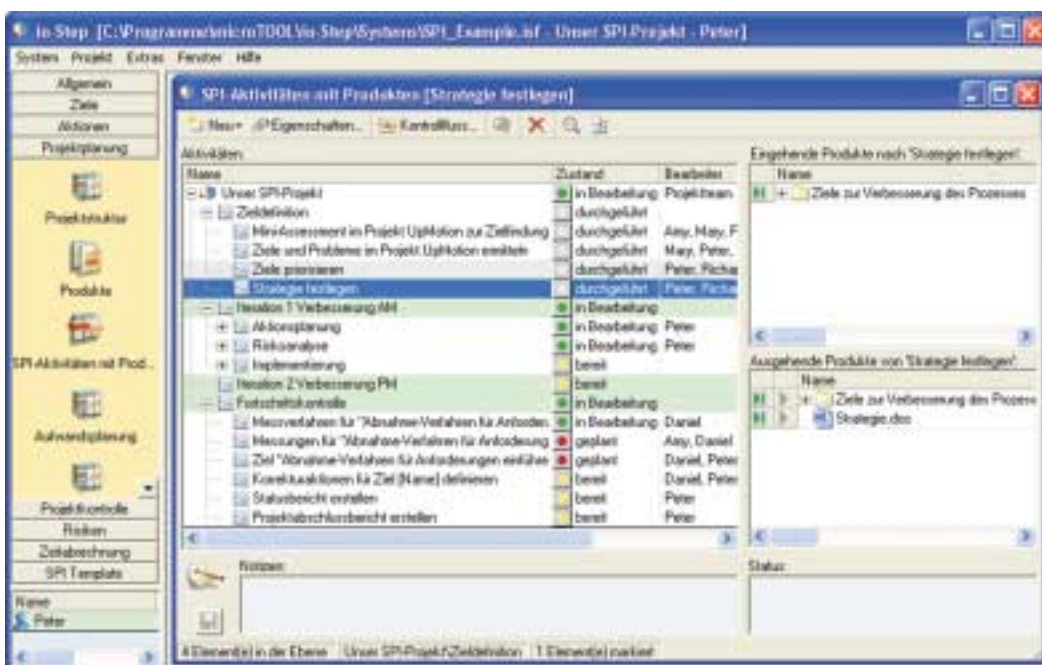 in-Step [C:\Programme\microTOOL\in-Step\Systems\SPI_Example.isf - Unser SPI-Projekt - Peter]
System Projekt Extras Fenster Hilfe
Allgemein
Ziele
Aktionen
Projektplanung
Projektstruktur
Produkte
SPI-Aktivitäten mit Prod...
Aufwandsplanung
Projektkontrolle
Risiken
Zeitabrechnung
SPI Template
Name
Peter
SPI-Aktivitäten mit Produkten [Strategie festlegen]
Neu Eigenschaften... Kontrollfluss...
Aktivitäten:
Name Zustand Bearbeiter
Unser SPI-Projekt in Bearbeitung Projektteam
Zieldefinition durchgeführt
Mini-Assessment im Projekt UpMotion zur Zielfindung durchgeführt Amy, Mary, F
Ziele und Probleme im Projekt UpMotion ermitteln durchgeführt Mary, Peter,
Ziele priorisieren durchgeführt Peter, Richar
Strategie festlegen durchgeführt Peter, Richar
Iteration 1 Verbesserung AM in Bearbeitung
Aktionsplanung in Bearbeitung Peter
Risikoanalyse in Bearbeitung Peter
Implementierung bereit
Iteration 2 Verbesserung PM bereit
Fortschrittskontrolle in Bearbeitung
Messverfahren für "Abnahme-Verfahren für Anforder. in Bearbeitung Daniel
Messungen für "Abnahme-Verfahren für Anforderung geplant Amy, Daniel
Ziel "Abnahme-Verfahren für Anforderungen einführe geplant Daniel, Peter
Korrekturaktionen für Ziel [Name] definieren bereit Daniel, Peter
Statusbericht erstellen bereit Peter
Projektabschlussbericht erstellen bereit Peter
Eingehende Produkte nach 'Strategie festlegen':
Name
Ziele zur Verbesserung des Prozesses
Ausgehende Produkte von 'Strategie festlegen':
Name
Ziele zur Verbesserung des Prozess
Strategie.doc
Notizen:
Status:
4 Element(e) in der Ebene Unser SPI-Projekt\Zieldefinition 1 Element(e) markiert